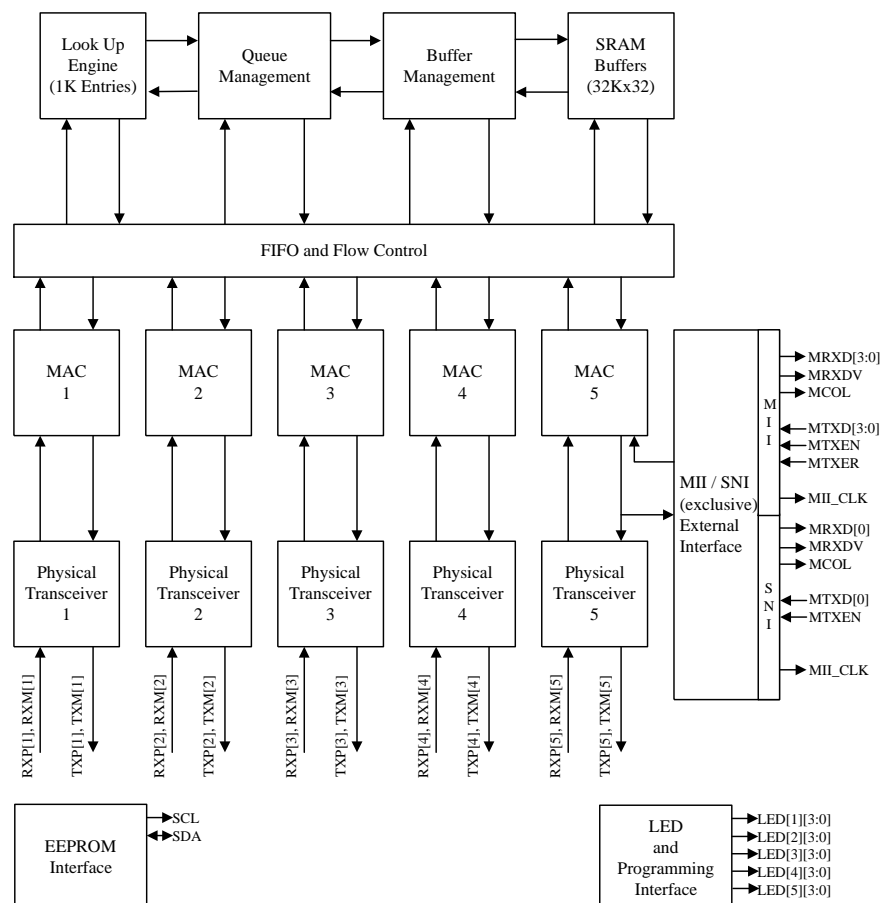 Look Up
Engine
(1K Entries)
Queue
Management
Buffer
Management
SRAM
Buffers
(32Kx32)
FIFO and Flow Control
MAC
1
MAC
2
MAC
3
MAC
4
MAC
5
MII / SNI
(exclusive)
External
Interface
MII
MRXD[3:0]
MRXDV
MCOL
MTXD[3:0]
MTXEN
MTXER
MII_CLK
SNI
MRXD[0]
MRXDV
MCOL
MTXD[0]
MTXEN
MII_CLK
Physical
Transceiver
1
Physical
Transceiver
2
Physical
Transceiver
3
Physical
Transceiver
4
Physical
Transceiver
5
RXP[1], RXM[1]
TXP[1], TXM[1]
RXP[2], RXM[2]
TXP[2], TXM[2]
RXP[3], RXM[3]
TXP[3], TXM[3]
RXP[4], RXM[4]
TXP[4], TXM[4]
RXP[5], RXM[5]
TXP[5], TXM[5]
EEPROM
Interface
SCL
SDA
LED
and
Programming
Interface
LED[1][3:0]
LED[2][3:0]
LED[3][3:0]
LED[4][3:0]
LED[5][3:0]